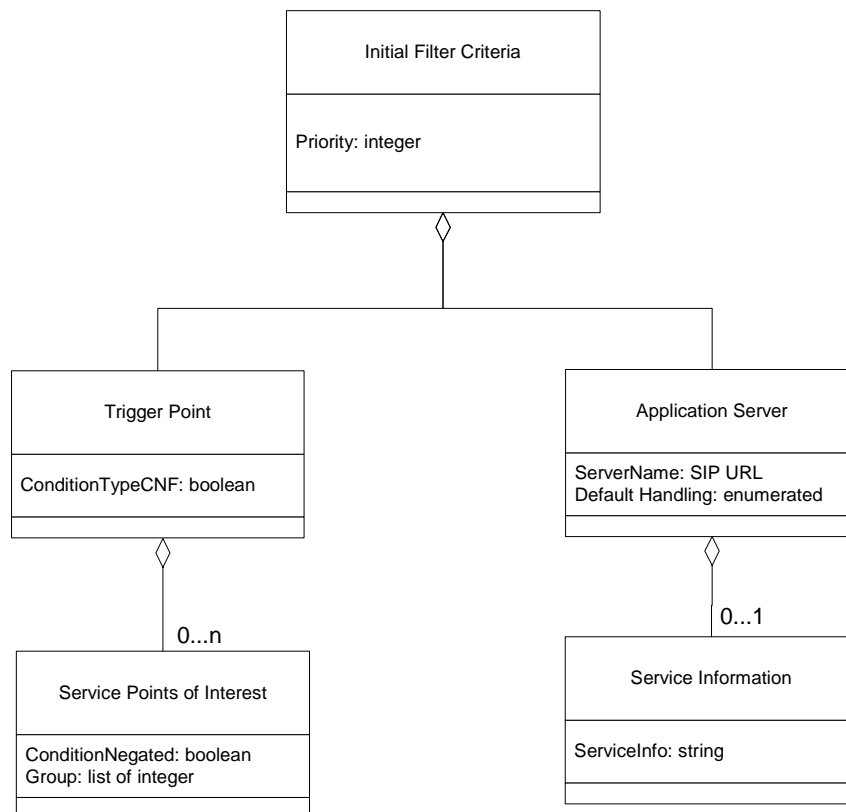 Initial Filter Criteria
Priority: integer
Trigger Point
ConditionTypeCNF: boolean
Application Server
ServerName: SIP URL
Default Handling: enumerated
0...n
0...1
Service Points of Interest
ConditionNegated: boolean
Group: list of integer
Service Information
ServiceInfo: string